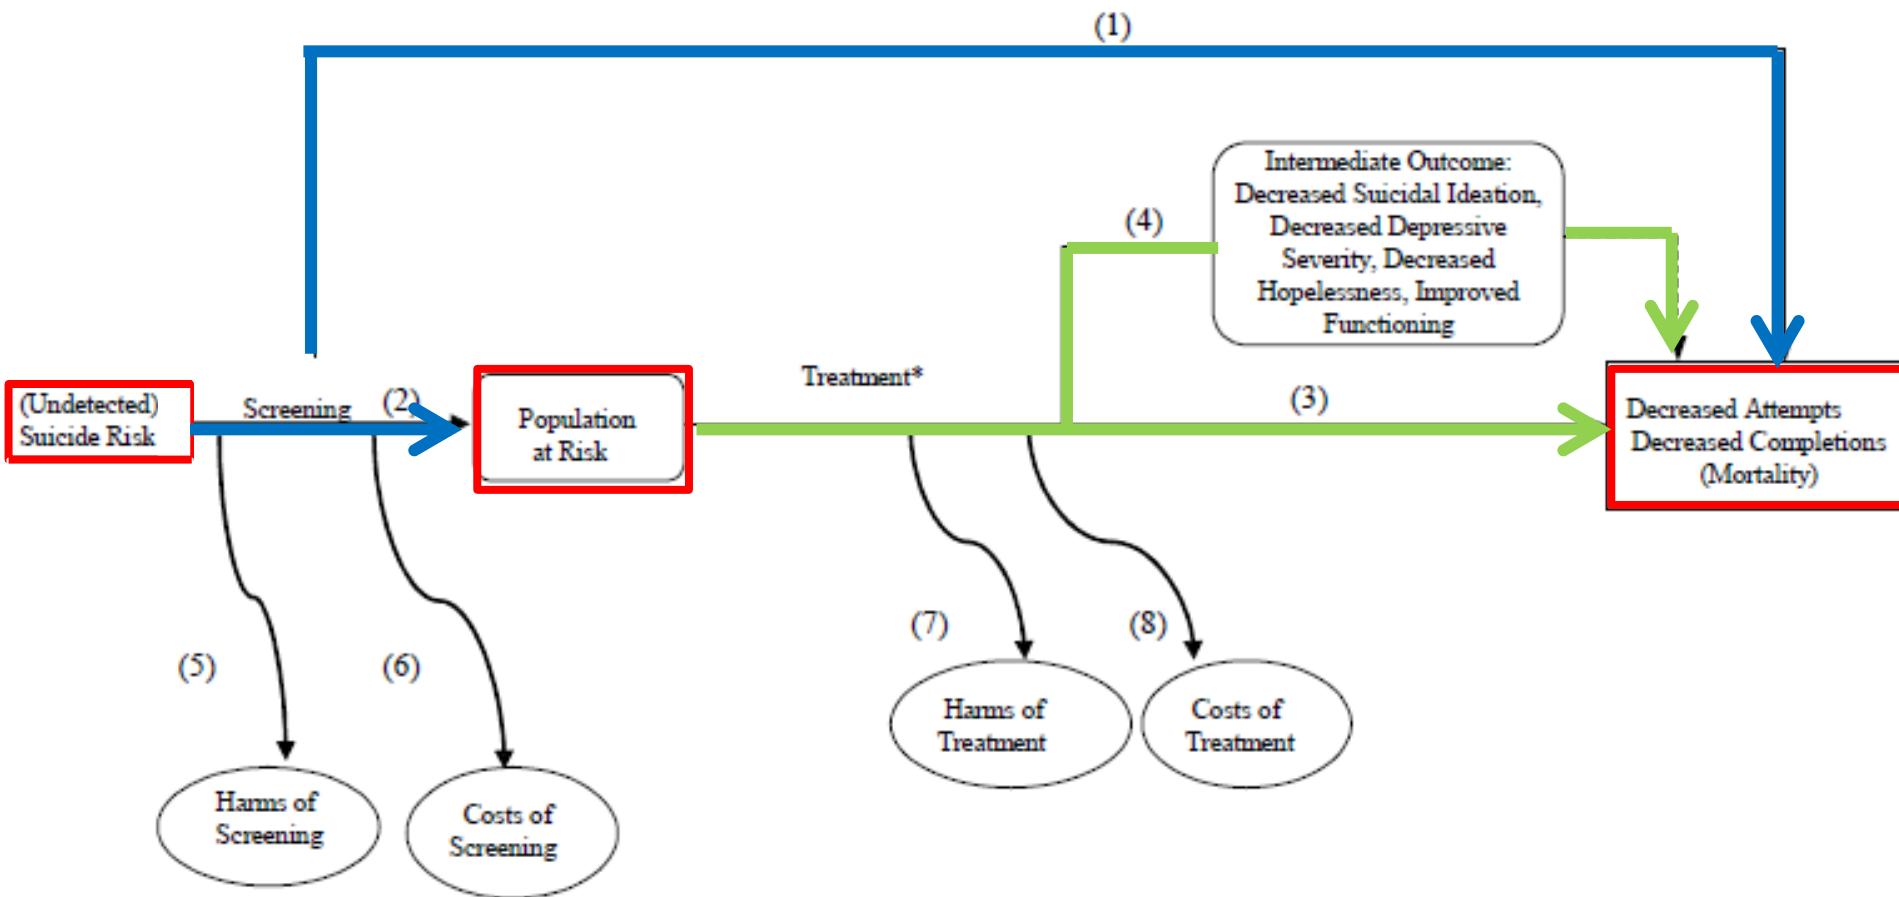 (1)
Intermediate Outcome:
Decreased Suicidal Ideation,
Decreased Depressive
Severity, Decreased
Hopelessness, Improved
Functioning
(4)
(Undetected)
Suicide Risk
Screening
(2)
Population
at Risk
Treatment*
(3)
Decreased Attempts
Decreased Completions
(Mortality)
(5)
(6)
(7)
(8)
Harms of
Screening
Costs of
Screening
Harms of
Treatment
Costs of
Treatment